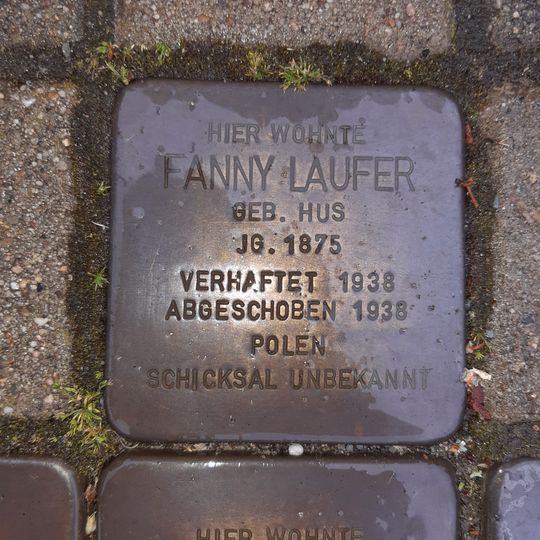 HIER WOHNTE
FANNY LAUFER
GEB. HUS
JG. 1875
VERHAFTET 1938
ABGESCHOBEN 1938
POLEN
SCHICKSAL UNBEKANNT
HIER WOHNTE